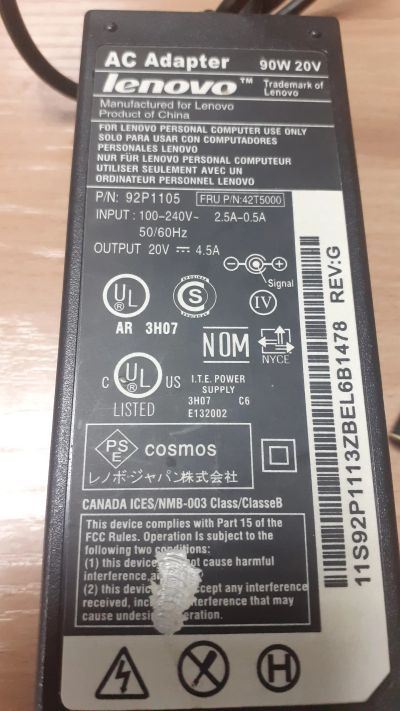 AC Adapter 90W 20V
lenovo™ Trademark of Lenovo
Manufactured for Lenovo
Product of China
FOR LENOVO PERSONAL COMPUTER USE ONLY
SOLO PARA USAR CON COMPUTADORES
PERSONALES LENOVO
NUR FÜR LENOVO PERSONAL COMPUTEUR
UTILISER SEULEMENT AVEC UN
ORDINATEUR PERSONNEL LENOVO
P/N: 92P1105 FRU P/N:42T5000
INPUT : 100-240V~ 2.5A-0.5A
50/60Hz
OUTPUT 20V ⎓ 4.5A
Signal
UL S IV
AR 3H07
NOM NYCE
C UL US
LISTED
I.T.E. POWER
SUPPLY
3H07 C6
E132002
PSE cosmos
レノボ・ジャパン株式会社
CANADA ICES/NMB-003 Class/ClasseB
This device complies with Part 15 of the
FCC Rules. Operation is subject to the
following two conditions:
(1) this device not cause harmful
interference,
(2) this device accept any interference
received, interference that may
cause operation.
H
11S92P1113ZBEL6B1478 REV:G